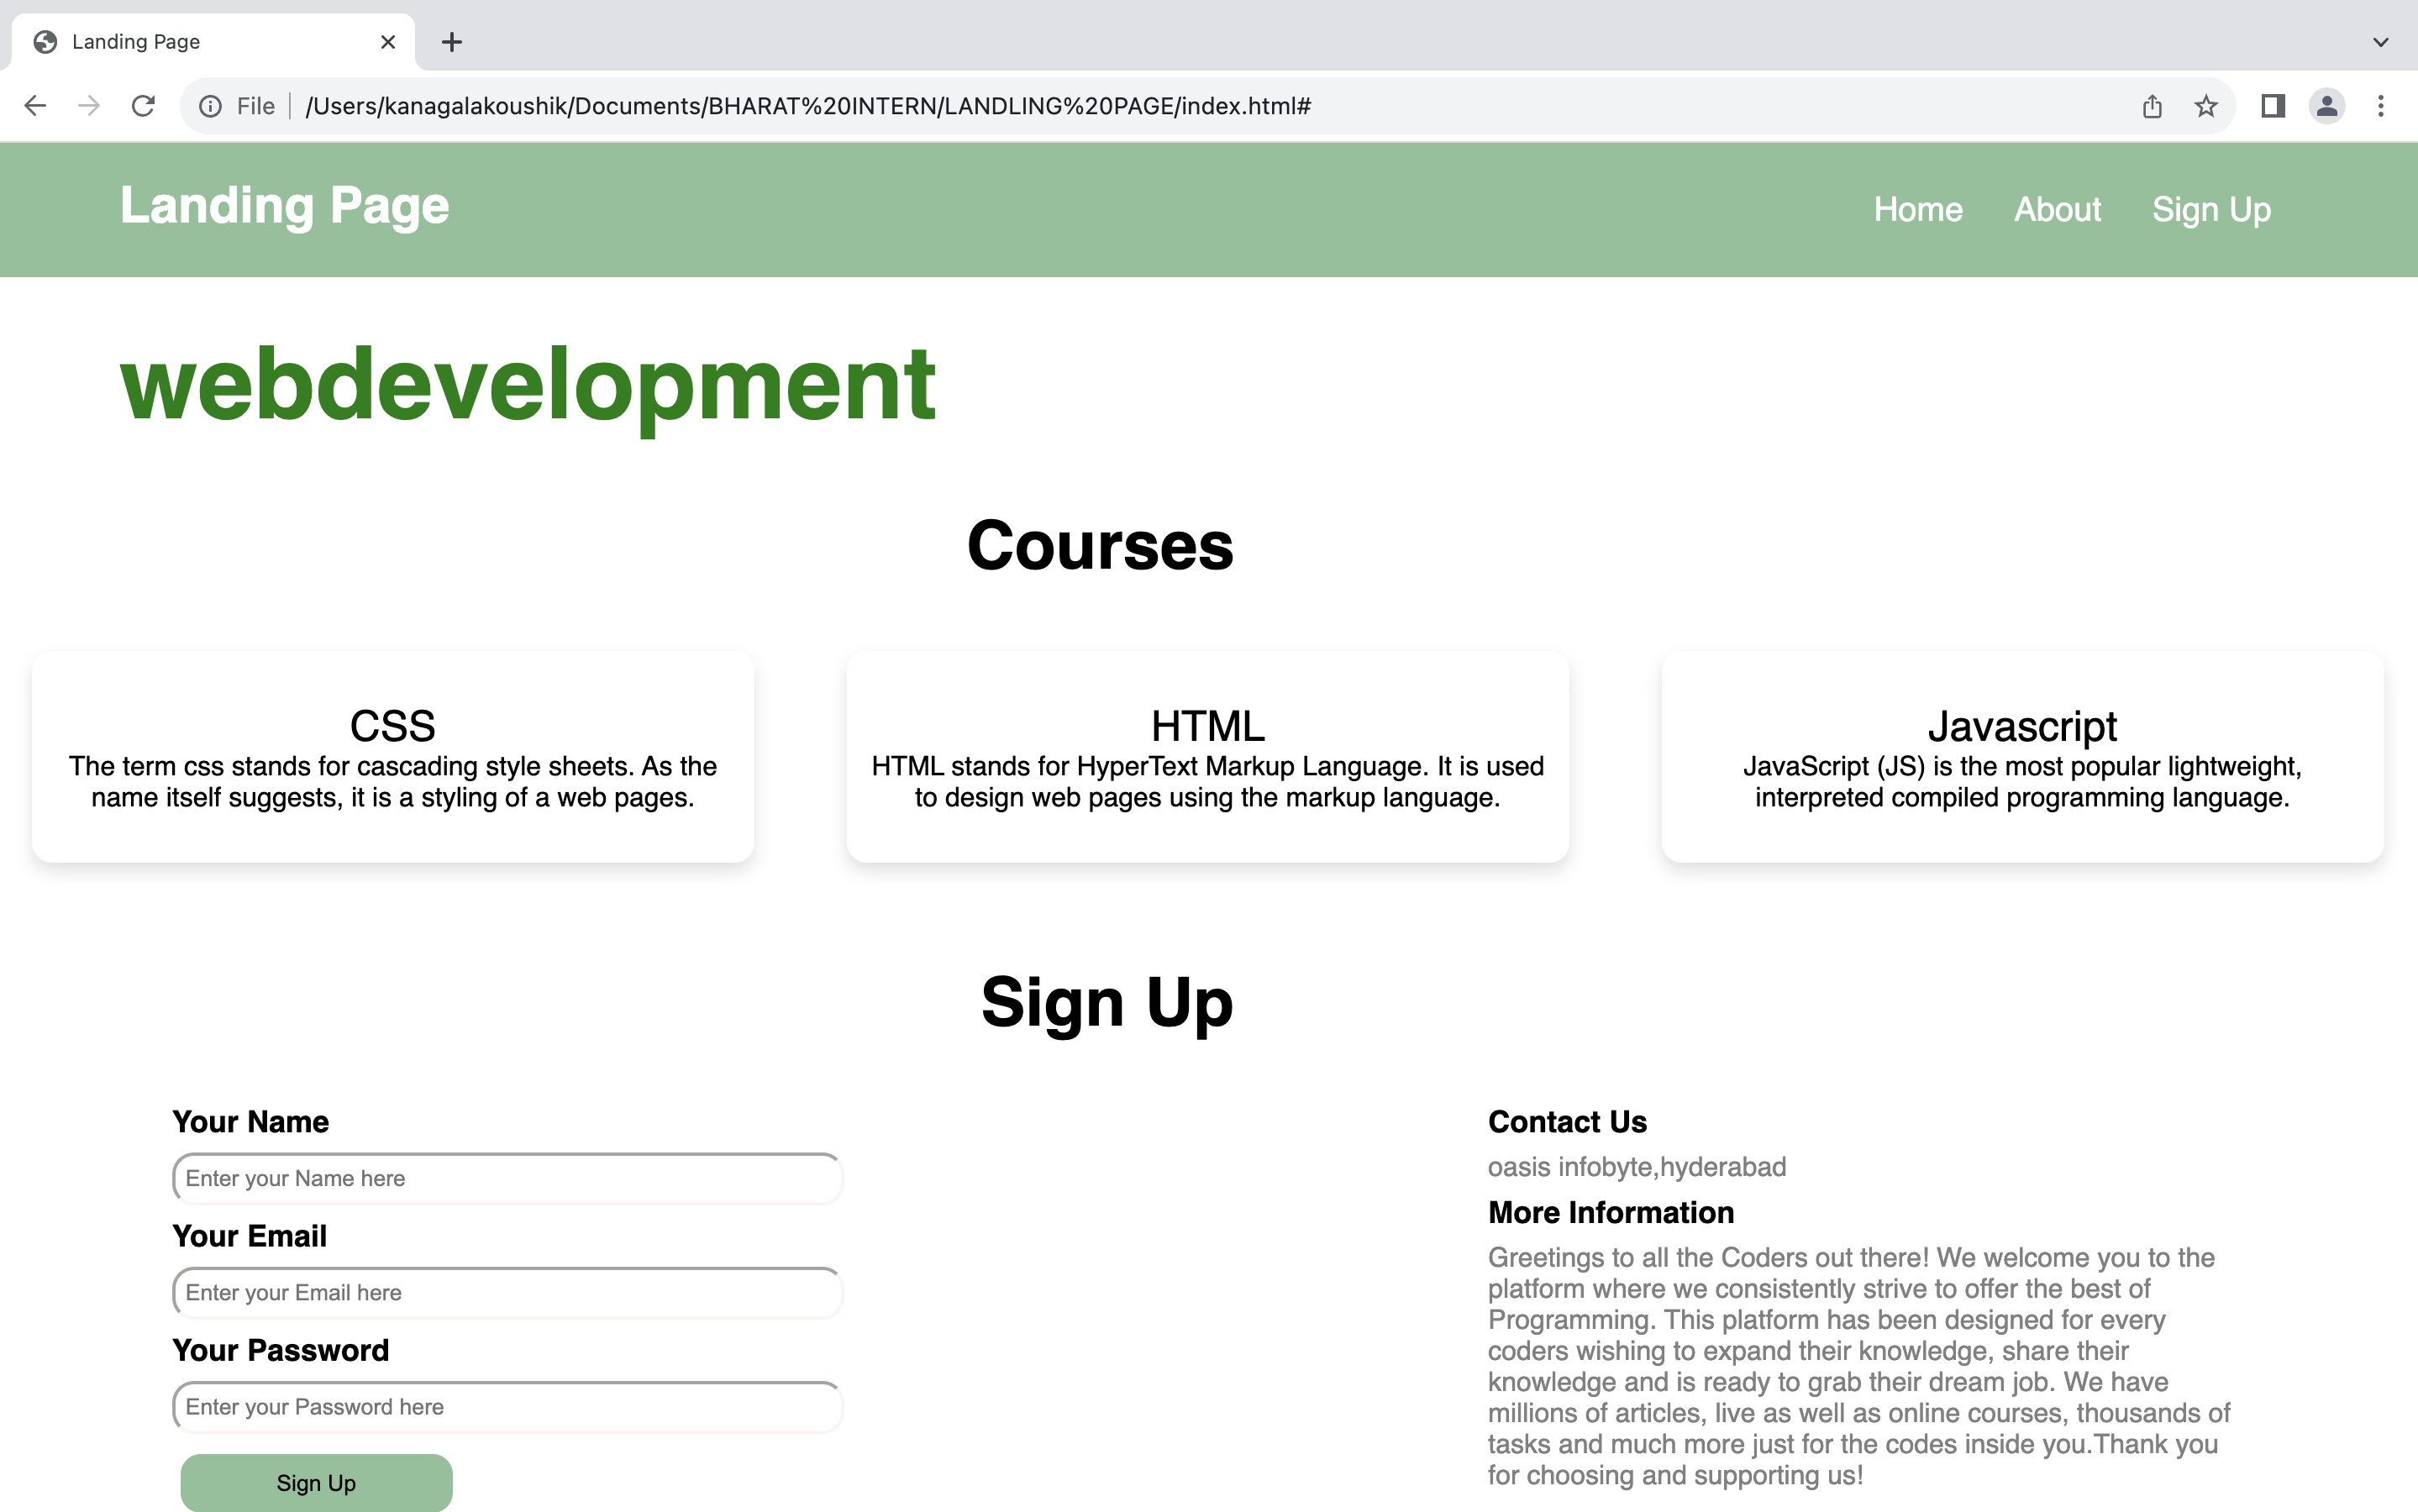 Landing Page
File
/Users/kanagalakoushik/Documents/BHARAT%20INTERN/LANDLING%20PAGE/index.html#
Landing Page
Home
About
Sign Up
webdevelopment
Courses
CSS
The term css stands for cascading style sheets. As the
name itself suggests, it is a styling of a web pages.
HTML
HTML stands for HyperText Markup Language. It is used
to design web pages using the markup language.
Javascript
JavaScript (JS) is the most popular lightweight,
interpreted compiled programming language.
Sign Up
Your Name
Enter your Name here
Your Email
Enter your Email here
Your Password
Enter your Password here
Sign Up
Contact Us
oasis infobyte,hyderabad
More Information
Greetings to all the Coders out there! We welcome you to the
platform where we consistently strive to offer the best of
Programming. This platform has been designed for every
coders wishing to expand their knowledge, share their
knowledge and is ready to grab their dream job. We have
millions of articles, live as well as online courses, thousands of
tasks and much more just for the codes inside you.Thank you
for choosing and supporting us!